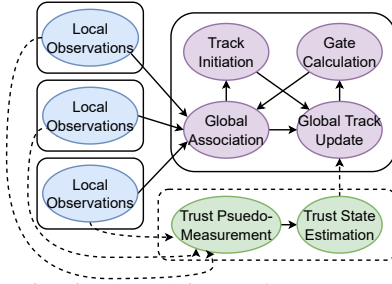 Local
Observations
Local
Observations
Local
Observations
Track
Initiation
Gate
Calculation
Global
Association
Global Track
Update
Trust Psuedo-
Measurement
Trust State
Estimation